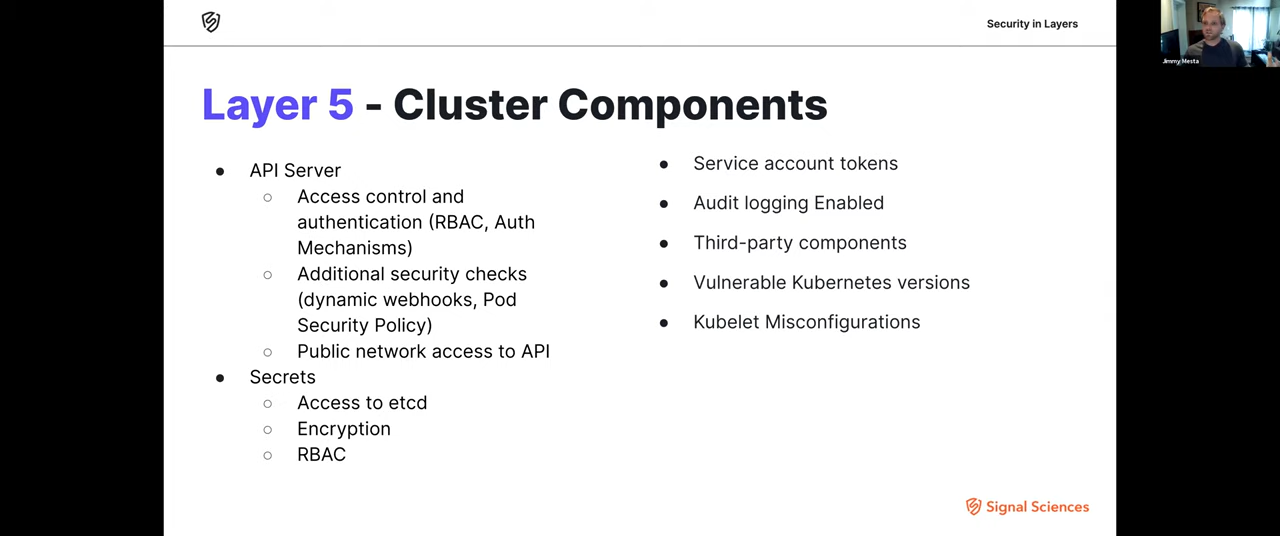 Security in Layers
Jimmy Mesta
Layer 5 - Cluster Components
API Server
Access control and
authentication (RBAC, Auth
Mechanisms)
Additional security checks
(dynamic webhooks, Pod
Security Policy)
Public network access to API
Secrets
Access to etcd
Encryption
RBAC
Service account tokens
Audit logging Enabled
Third-party components
Vulnerable Kubernetes versions
Kubelet Misconfigurations
Signal Sciences